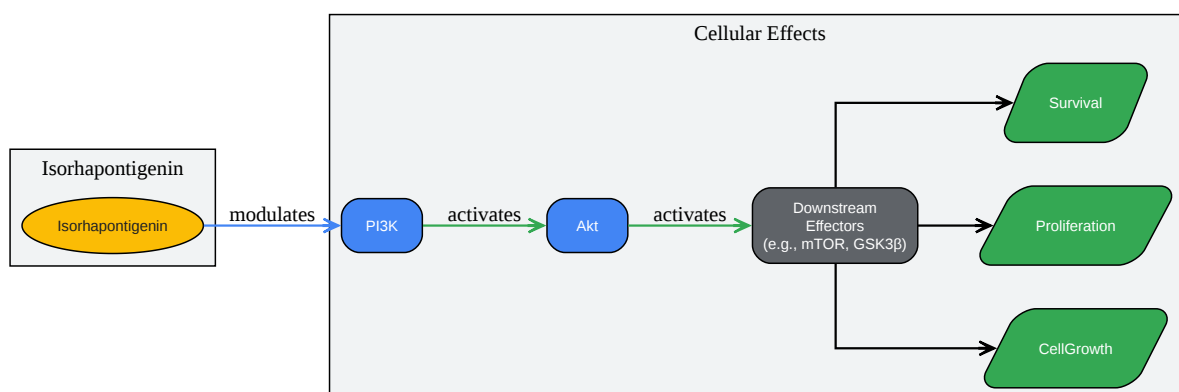 Cellular Effects
Isorhapontigenin
Isorhapontigenin
modulates
PI3K
activates
Akt
activates
Downstream
Effectors
(e.g., mTOR, GSK3β)
Survival
Proliferation
CellGrowth